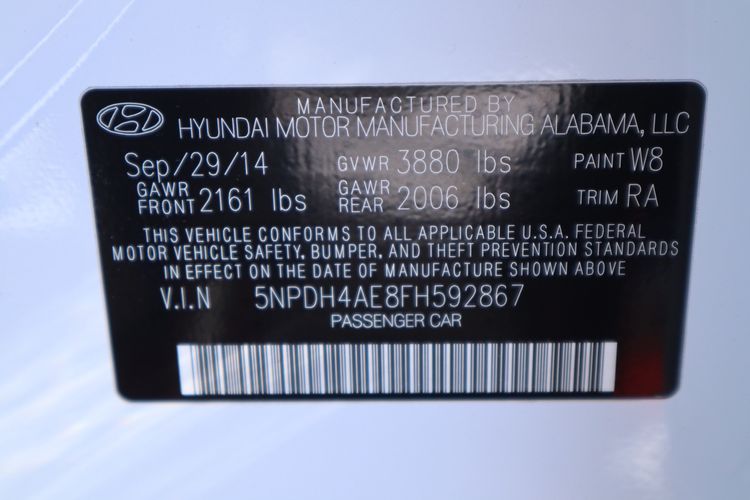 MANUFACTURED BY
HYUNDAI MOTOR MANUFACTURING ALABAMA, LLC
Sep/29/14 GVWR 3880 lbs PAINT W8
GAWR FRONT 2161 lbs GAWR REAR 2006 lbs TRIM RA
THIS VEHICLE CONFORMS TO ALL APPLICABLE U.S.A. FEDERAL
MOTOR VEHICLE SAFETY, BUMPER, AND THEFT PREVENTION STANDARDS
IN EFFECT ON THE DATE OF MANUFACTURE SHOWN ABOVE
V.I.N 5NPDH4AE8FH592867
PASSENGER CAR